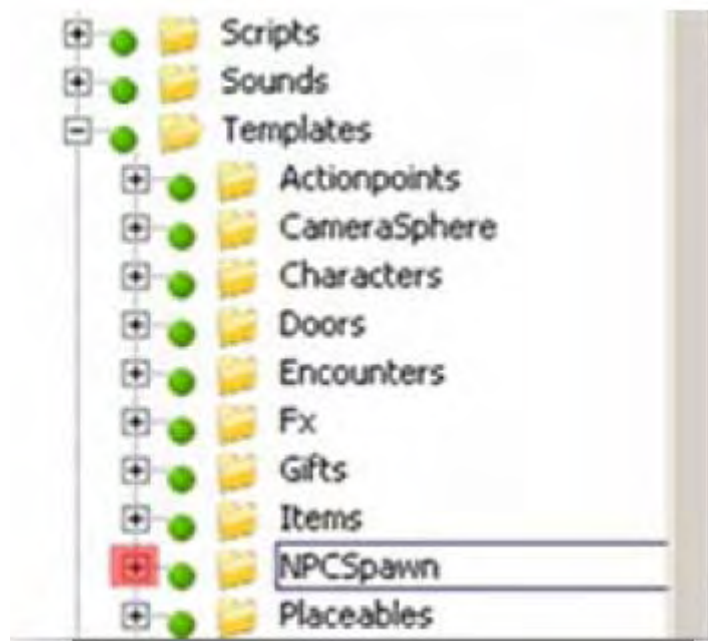 Scripts
Sounds
Templates
Actionpoints
CameraSphere
Characters
Doors
Encounters
Fx
Gifts
Items
NPCSpawn
Placeables